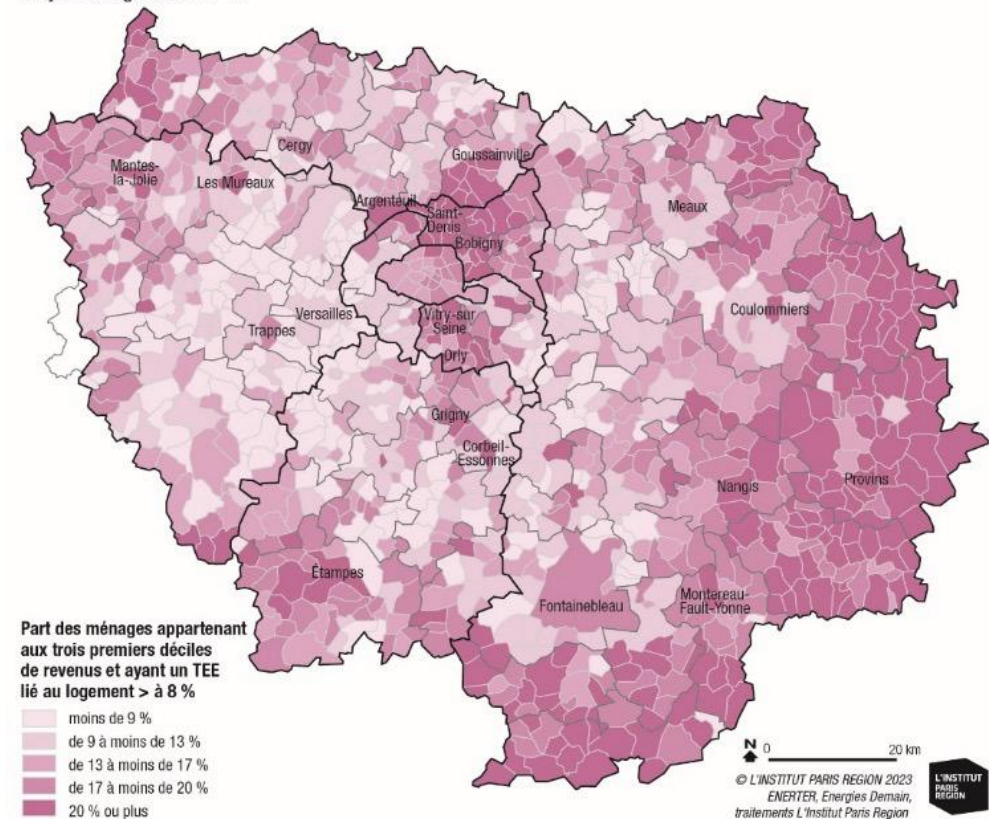 Cergy
Goussainville
Mantes-
la-Jolie
Les Mureaux
Argenteuil
Saint-
Denis
Bobigny
Meaux
Coulommiers
Versailles
Trappes
Vitry-sur
Seine
Orly
Grigny
Corbeil-
Essonnes
Nangis
Provins
Étampes
Fontainebleau
Montereau-
Fault-Yonne
Part des ménages appartenant
aux trois premiers déciles
de revenus et ayant un TEE
lié au logement > à 8 %
moins de 9 %
de 9 à moins de 13 %
de 13 à moins de 17 %
de 17 à moins de 20 %
20 % ou plus
N 0 20 km
© L'INSTITUT PARIS REGION 2023
ENERTER, Energies Demain,
traitements L'Institut Paris Region
L'INSTITUT
PARIS
REGION